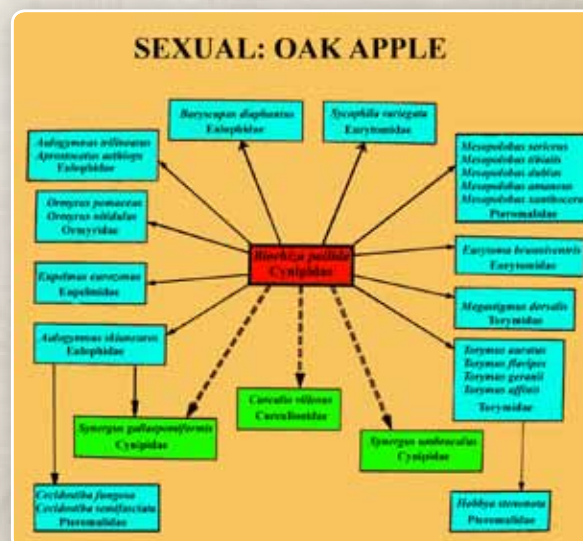 SEXUAL: OAK APPLE
Baryscapus diaphantus
Eulophidae
Sycophila variegata
Eurytomidae
Aulogymnus trilineatus
Aprostocetus aethiops
Eulophidae
Mesopolobus sericeus
Mesopolobus tibialis
Mesopolobus dubius
Mesopolobus amaenus
Mesopolobus xanthocerus
Pteromalidae
Ormyrus pomaceus
Ormyrus nitidulus
Ormyridae
Biorhiza pallida
Cynipidae
Eurytoma brunniventris
Eurytomidae
Eupelmus
Eupelmidae
Megastigmus dorsalis
Torymidae
Aulogymnus skianeuros
Eulophidae
Torymus auratus
Torymus flavipes
Torymus geranii
Torymus affinis
Torymidae
Curculio villosus
Curculionidae
Synergus gallaepomiformis
Cynipidae
Synergus umbraculus
Cynipidae
Cecidostiba fungosa
Cecidostiba semifasciata
Pteromalidae
Hobbya stenonota
Pteromalidae